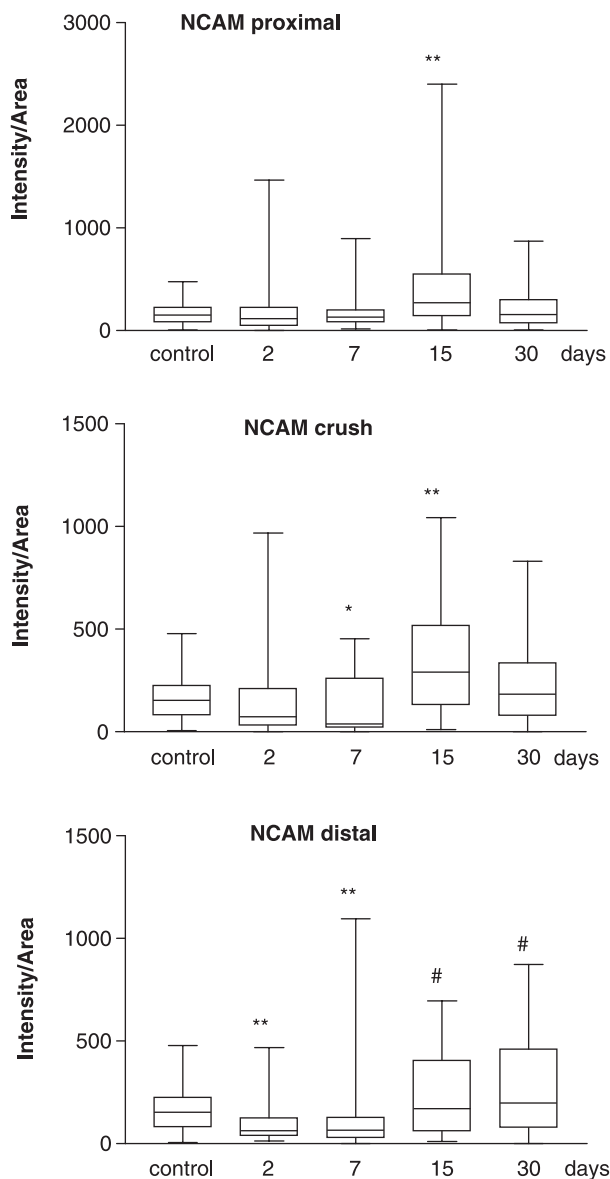 NCAM proximal
3000
**
2000
Intensity/Area
1000
0
control 2 7 15 30 days
NCAM crush
1500
**
1000
Intensity/Area
*
500
0
control 2 7 15 30 days
NCAM distal
1500
**
1000
#
#
Intensity/Area
**
500
0
control 2 7 15 30 days